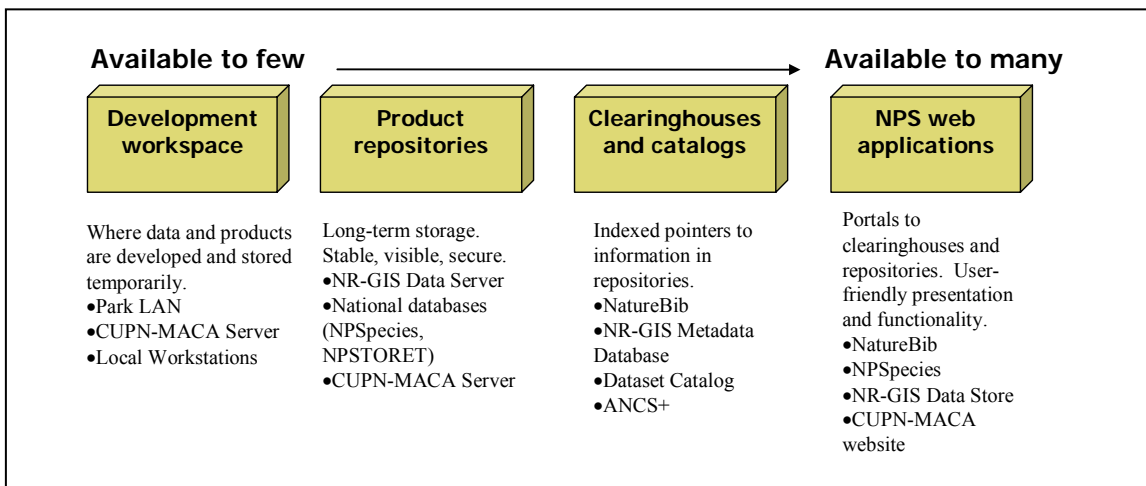 Available to few
Available to many
Development
workspace
Product
repositories
Clearinghouses
and catalogs
NPS web
applications
Where data and products
are developed and stored
temporarily.
•Park LAN
•CUPN-MACA Server
•Local Workstations
Long-term storage.
Stable, visible, secure.
•NR-GIS Data Server
•National databases
(NPSpecies,
NPSTORET)
•CUPN-MACA Server
Indexed pointers to
information in
repositories.
•NatureBib
•NR-GIS Metadata
Database
•Dataset Catalog
•ANCS+
Portals to
clearinghouses and
repositories.  User-
friendly presentation
and functionality.
•NatureBib
•NPSpecies
•NR-GIS Data Store
•CUPN-MACA
website